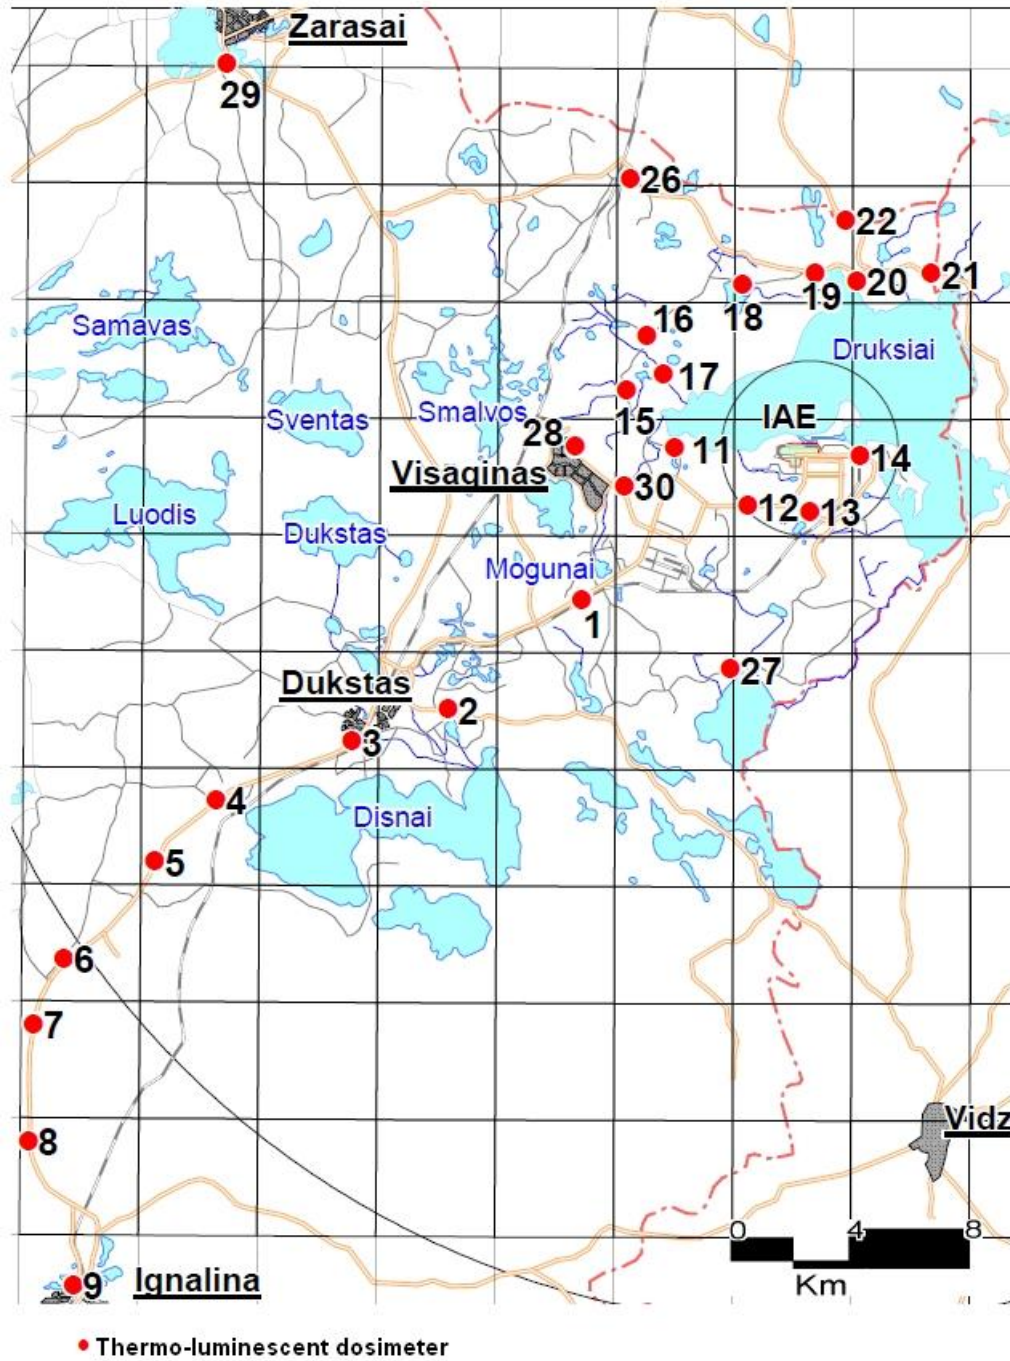 Zarasai
29
26
22
21
20
19
18
16
Samavas
Druksiai
17
15
Sventas
Smalvos
IAE
28
11
14
Visaginas
30
12
13
Luodis
Dukstas
Mogunai
1
27
Dukstas
2
3
4
Disnai
5
6
7
Vidz
8
0 4 8
Km
9
Ignalina
Thermo-luminescent dosimeter